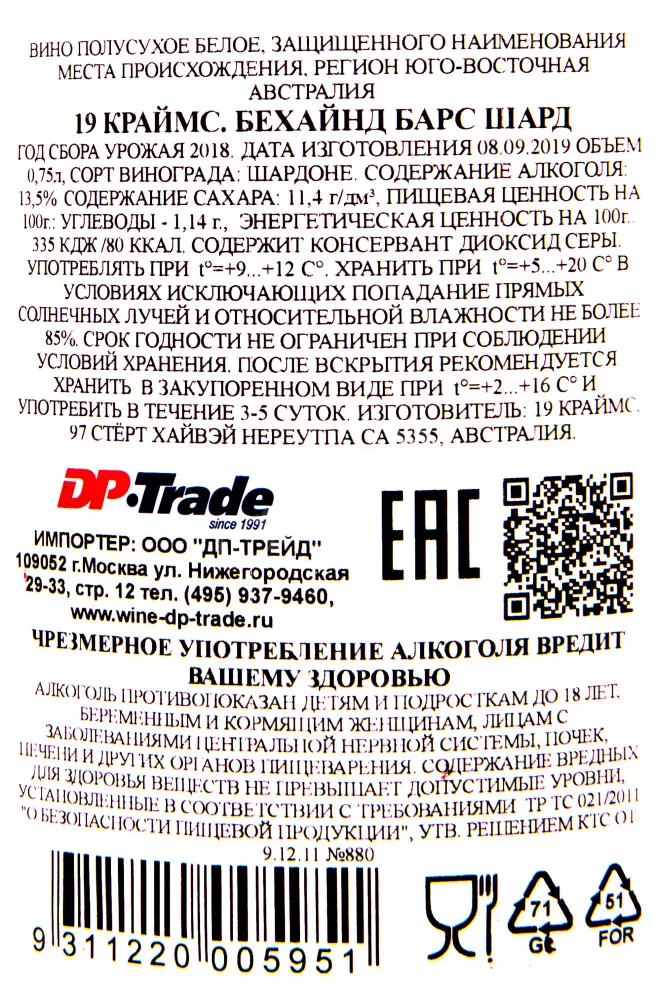 ВИНО ПОЛУСУХОЕ БЕЛОЕ, ЗАЩИЩЕННОГО НАИМЕНОВАНИЯ
МЕСТА ПРОИСХОЖДЕНИЯ, РЕГИОН ЮГО-ВОСТОЧНАЯ
АВСТРАЛИЯ
19 КРАЙМС. БЕХАЙНД БАРС ШАРД
ГОД СБОРА УРОЖАЯ 2018. ДАТА ИЗГОТОВЛЕНИЯ 08.09.2019 ОБЪЕМ
0,75л, СОРТ ВИНОГРАДА: ШАРДОНЕ. СОДЕРЖАНИЕ АЛКОГОЛЯ:
13,5% СОДЕРЖАНИЕ САХАРА: 11,4 г/дм³, ПИЩЕВАЯ ЦЕННОСТЬ НА
100г.: УГЛЕВОДЫ - 1,14 г., ЭНЕРГЕТИЧЕСКАЯ ЦЕННОСТЬ НА 100г.
335 КДЖ /80 ККАЛ. СОДЕРЖИТ КОНСЕРВАНТ ДИОКСИД СЕРЫ.
УПОТРЕБЛЯТЬ ПРИ t°=+9...+12 С°. ХРАНИТЬ ПРИ t°=+5...+20 С° В
УСЛОВИЯХ ИСКЛЮЧАЮЩИХ ПОПАДАНИЕ ПРЯМЫХ
СОЛНЕЧНЫХ ЛУЧЕЙ И ОТНОСИТЕЛЬНОЙ ВЛАЖНОСТИ НЕ БОЛЕЕ
85%. СРОК ГОДНОСТИ НЕ ОГРАНИЧЕН ПРИ СОБЛЮДЕНИИ
УСЛОВИЙ ХРАНЕНИЯ. ПОСЛЕ ВСКРЫТИЯ РЕКОМЕНДУЕТСЯ
ХРАНИТЬ В ЗАКУПОРЕННОМ ВИДЕ ПРИ t°=+2...+16 С° И
УПОТРЕБИТЬ В ТЕЧЕНИЕ 3-5 СУТОК. ИЗГОТОВИТЕЛЬ: 19 КРАЙМС.
97 СТЁРТ ХАЙВЭЙ НЕРЕУТПА СА 5355, АВСТРАЛИЯ.
DP.Trade
since 1991
EAC
ИМПОРТЕР: ООО "ДП-ТРЕЙД"
109052 г.Москва ул. Нижегородская
29-33, стр. 12 тел. (495) 937-9460,
www.wine-dp-trade.ru
ЧРЕЗМЕРНОЕ УПОТРЕБЛЕНИЕ АЛКОГОЛЯ ВРЕДИТ
ВАШЕМУ ЗДОРОВЬЮ
АЛКОГОЛЬ ПРОТИВОПОКАЗАН ДЕТЯМ И ПОДРОСТКАМ ДО 18 ЛЕТ,
БЕРЕМЕННЫМ И КОРМЯЩИМ ЖЕНЩИНАМ, ЛИЦАМ С
ЗАБОЛЕВАНИЯМИ ЦЕНТРАЛЬНОЙ НЕРВНОЙ СИСТЕМЫ, ПОЧЕК,
ПЕЧЕНИ И ДРУГИХ ОРГАНОВ ПИЩЕВАРЕНИЯ. СОДЕРЖАНИЕ ВРЕДНЫХ
ДЛЯ ЗДОРОВЬЯ ВЕЩЕСТВ НЕ ПРЕВЫШАЕТ ДОПУСТИМЫЕ УРОВНИ,
УСТАНОВЛЕННЫЕ В СООТВЕТСТВИИ С ТРЕБОВАНИЯМИ ТР ТС 021/2011
"О БЕЗОПАСНОСТИ ПИЩЕВОЙ ПРОДУКЦИИ", УТВ. РЕШЕНИЕМ КТС ОТ
9.12.11 №880
9 311220 005951
71
GL
51
FOR